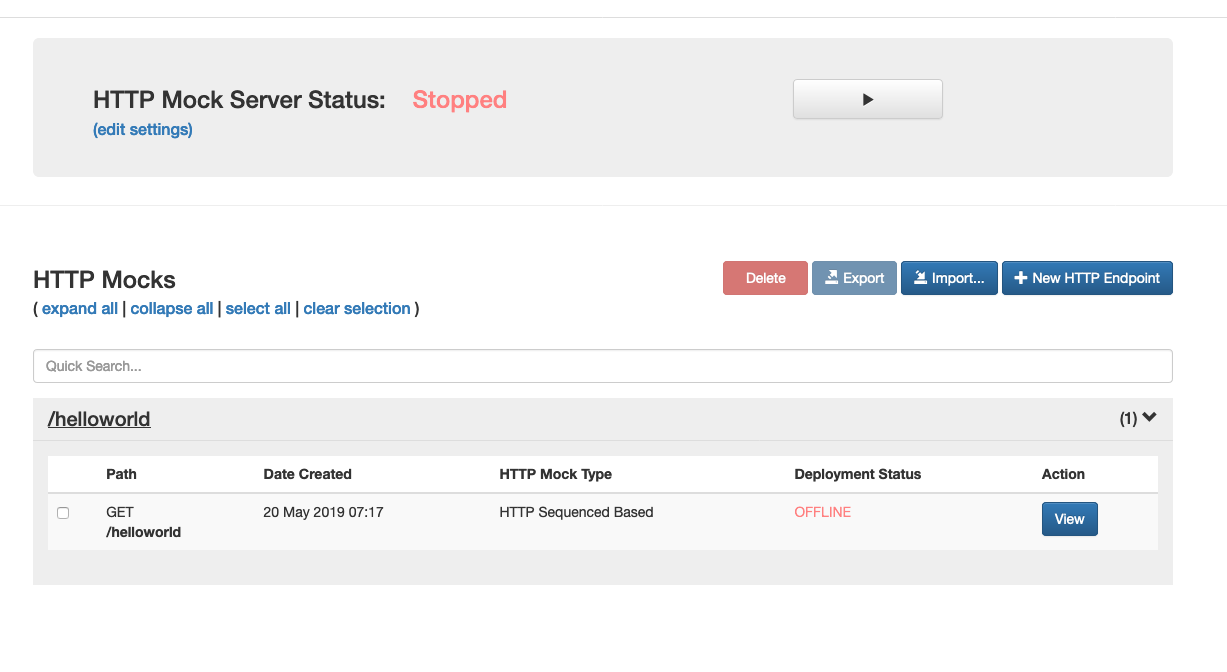 HTTP Mock Server Status: Stopped
(edit settings)
HTTP Mocks
( expand all | collapse all | select all | clear selection )
Delete Export Import... New HTTP Endpoint
Quick Search...
/helloworld (1)
Path Date Created HTTP Mock Type Deployment Status Action
GET 20 May 2019 07:17 HTTP Sequenced Based OFFLINE View
/helloworld